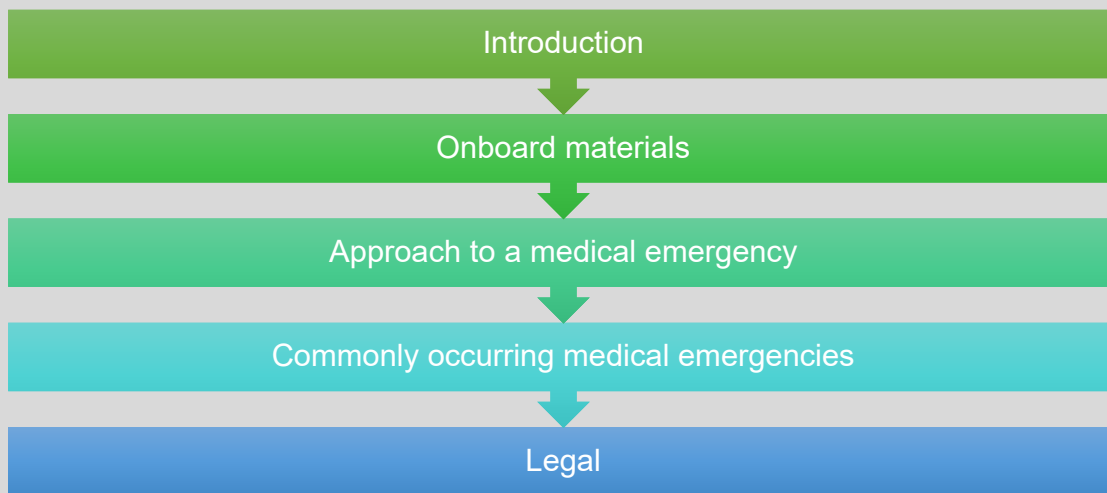 Introduction
Onboard materials
Approach to a medical emergency
Commonly occurring medical emergencies
Legal